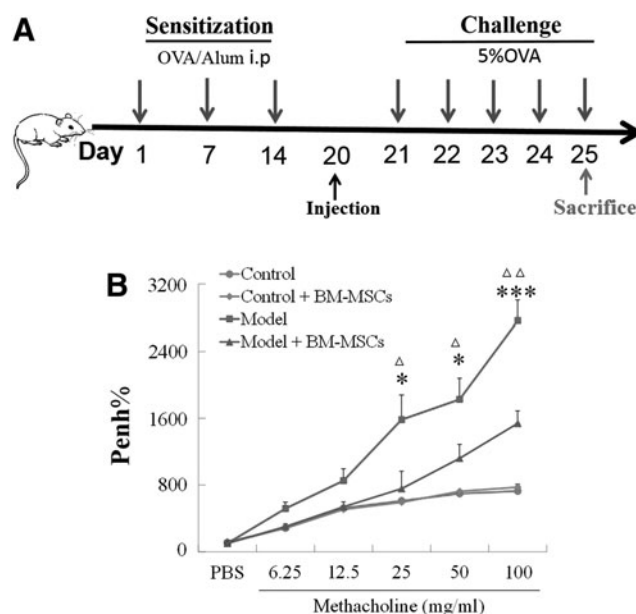 A
Sensitization
Challenge
OVA/Alum i.p
5%OVA
Day 1 7 14 20 21 22 23 24 25
Injection
Sacrifice
B
Control
Control + BM-MSCs
Model
Model + BM-MSCs
Δ
*
Δ
*
Δ Δ
***
Penh%
3200
2400
1600
800
0
PBS 6.25 12.5 25 50 100
Methacholine (mg/ml)